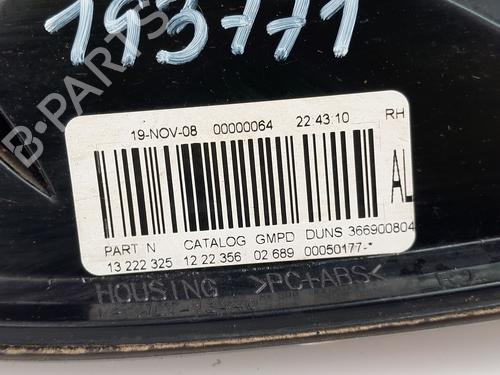 193771
B-PARTS
19-NOV-08 00000064 22 43:10 RH
AL
PART N CATALOG GMPD DUNS 366900804
13 222 325 12 22 356 02 689 00050177-*
HOUSING >PC+ABS<